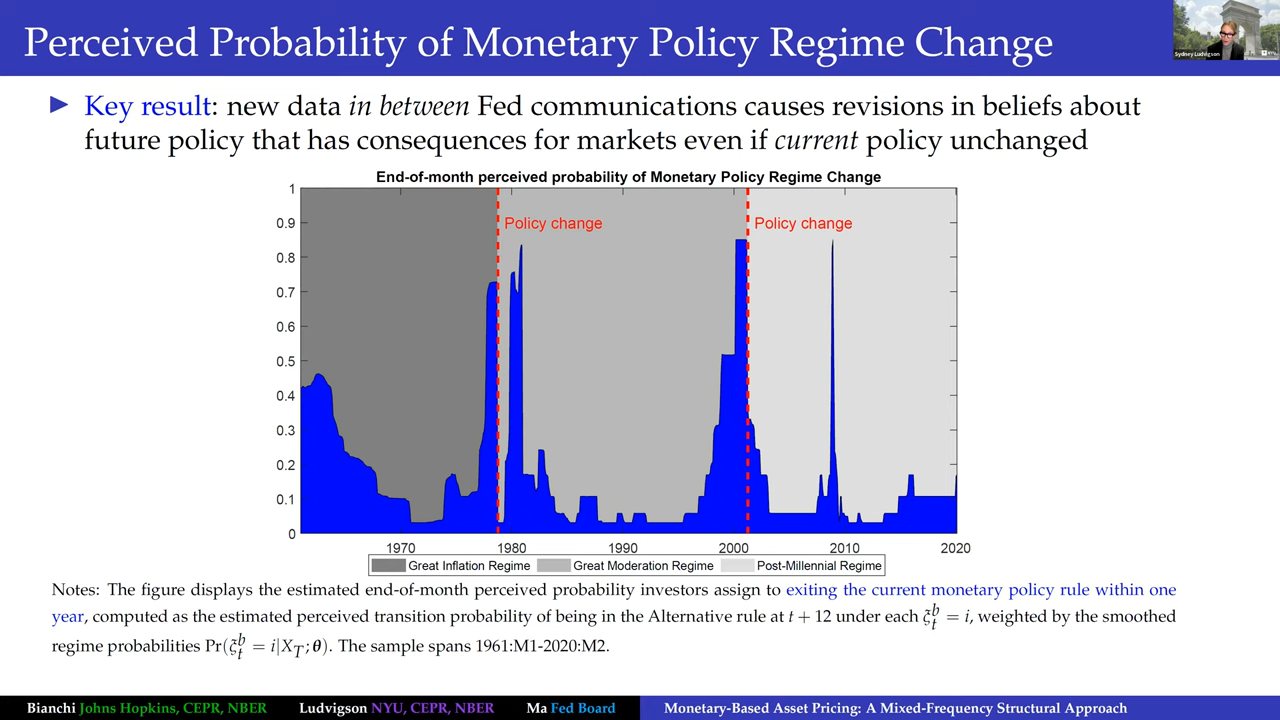 Perceived Probability of Monetary Policy Regime Change
Sydney Ludvigson
Key result: new data in between Fed communications causes revisions in beliefs about
future policy that has consequences for markets even if current policy unchanged
End-of-month perceived probability of Monetary Policy Regime Change
1
0.9
0.8
0.7
0.6
0.5
0.4
0.3
0.2
0.1
0
Policy change
Policy change
1970 1980 1990 2000 2010 2020
Great Inflation Regime Great Moderation Regime Post-Millennial Regime
Notes: The figure displays the estimated end-of-month perceived probability investors assign to exiting the current monetary policy rule within one
year, computed as the estimated perceived transition probability of being in the Alternative rule at t + 12 under each ξ_t^b = i, weighted by the smoothed
regime probabilities Pr(ξ_t^b = i|X_T; θ). The sample spans 1961:M1-2020:M2.
Bianchi Johns Hopkins, CEPR, NBER Ludvigson NYU, CEPR, NBER Ma Fed Board Monetary-Based Asset Pricing: A Mixed-Frequency Structural Approach